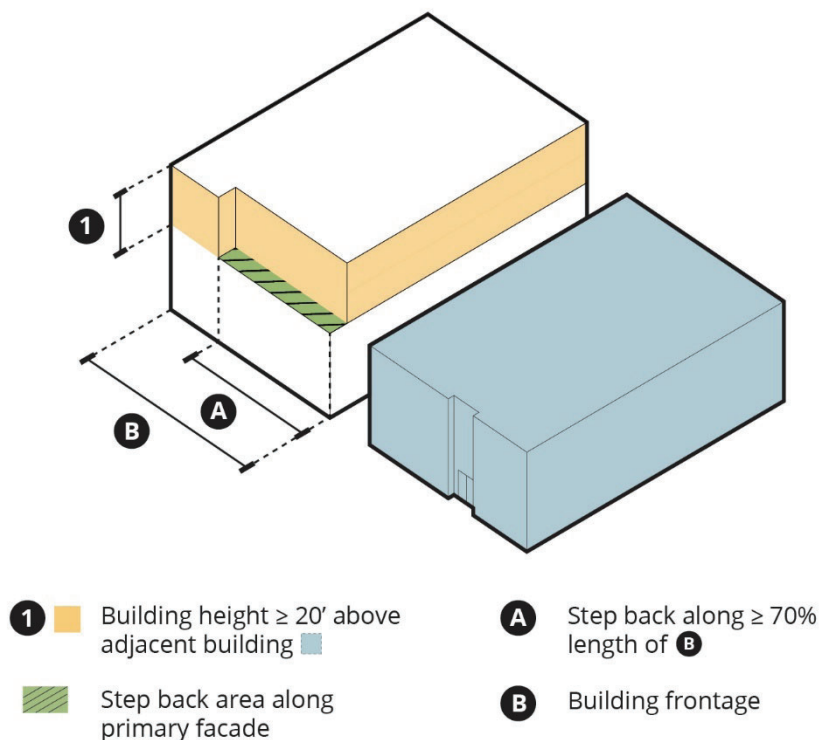 1
A
B
1 Building height ≥ 20’ above
adjacent building
Step back area along
primary facade
A Step back along ≥ 70%
length of B
B Building frontage